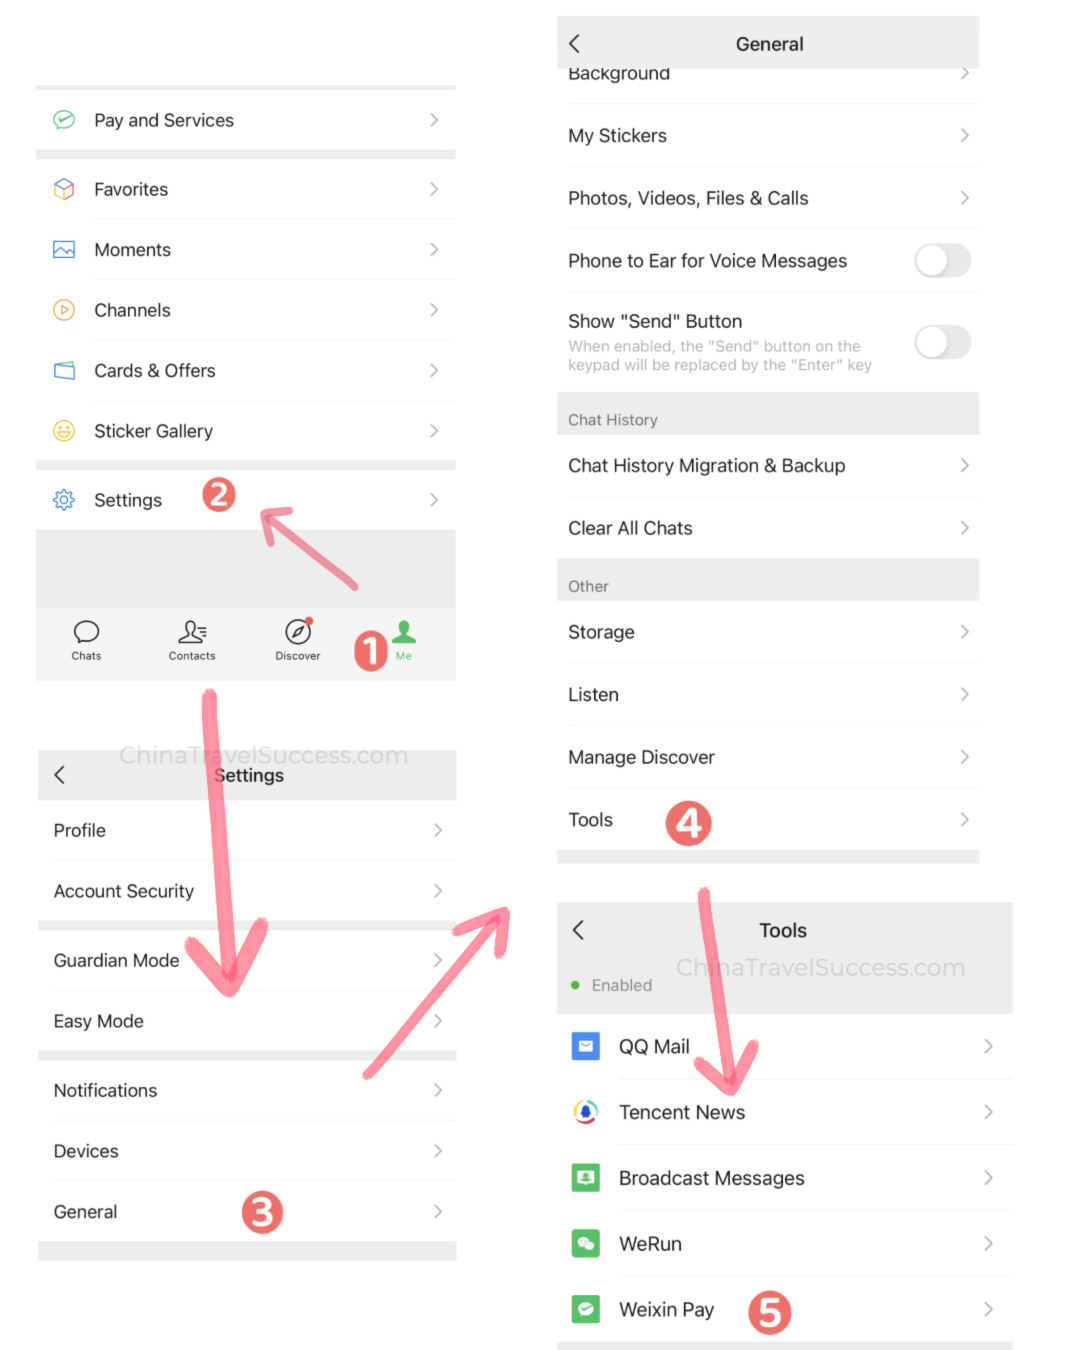 Pay and Services
Favorites
Moments
Channels
Cards & Offers
Sticker Gallery
Settings
2
Chats
Contacts
Discover
1
Me
ChinaTravelSuccess.com
Settings
Profile
Account Security
Guardian Mode
Easy Mode
Notifications
Devices
General
3
General
Background
My Stickers
Photos, Videos, Files & Calls
Phone to Ear for Voice Messages
Show "Send" Button
When enabled, the "Send" button on the
keypad will be replaced by the "Enter" key
Chat History
Chat History Migration & Backup
Clear All Chats
Other
Storage
Listen
Manage Discover
Tools
4
Tools
ChinaTravelSuccess.com
Enabled
QQ Mail
Tencent News
Broadcast Messages
WeRun
Weixin Pay
5